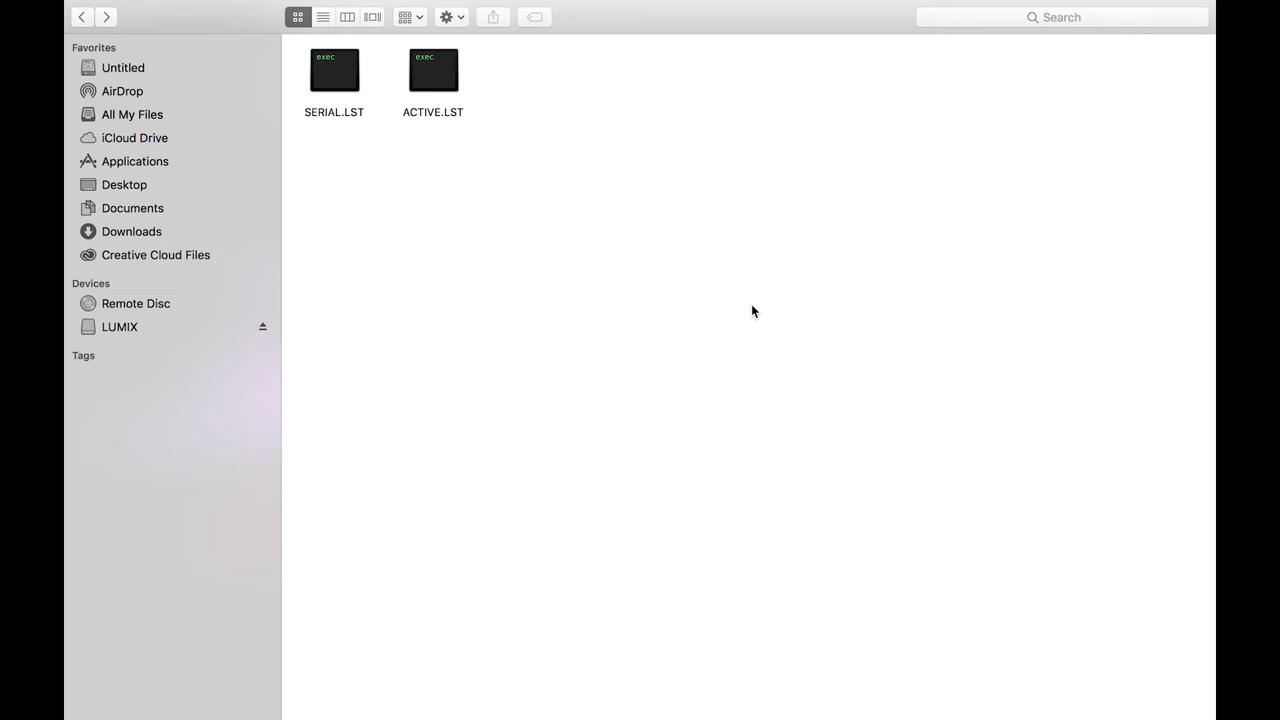 Search
Favorites
Untitled
AirDrop
All My Files
iCloud Drive
Applications
Desktop
Documents
Downloads
Creative Cloud Files
Devices
Remote Disc
LUMIX
Tags
exec exec
SERIAL.LST ACTIVE.LST